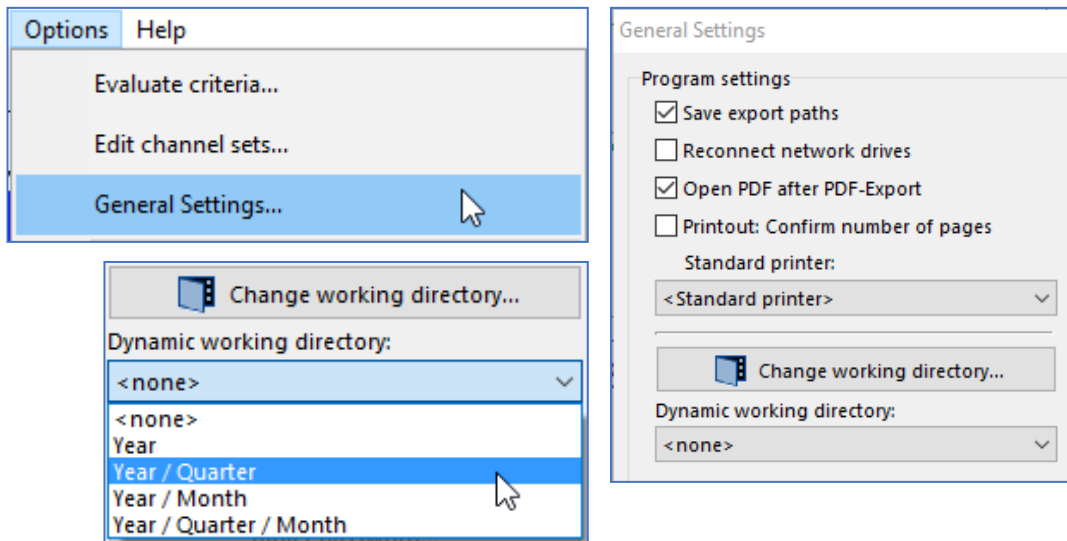 Options Help
Evaluate criteria...
Edit channel sets...
General Settings...
Change working directory...
Dynamic working directory:
<none>
<none>
Year
Year / Quarter
Year / Month
Year / Quarter / Month
General Settings
Program settings
Save export paths
Reconnect network drives
Open PDF after PDF-Export
Printout: Confirm number of pages
Standard printer:
<Standard printer>
Change working directory...
Dynamic working directory:
<none>